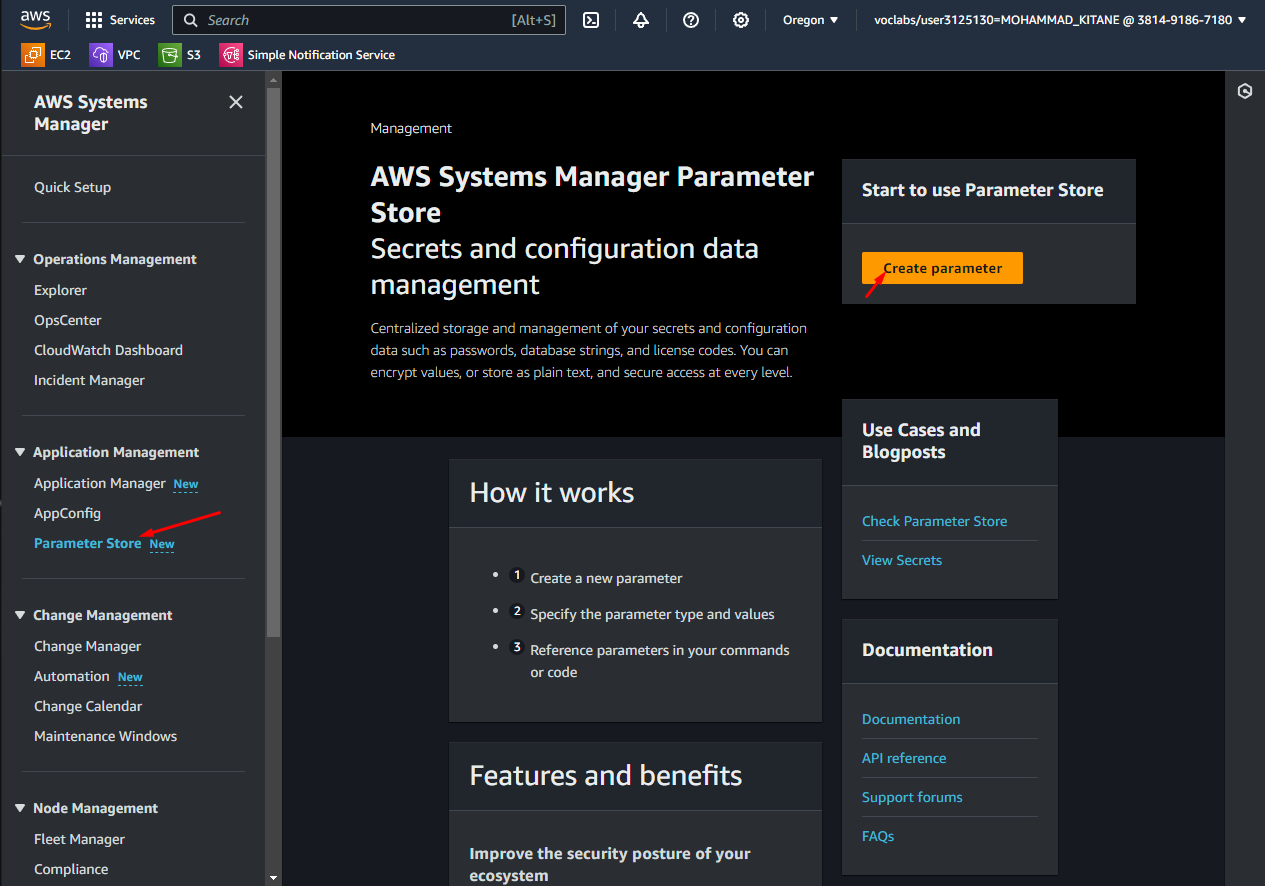 aws
Services
Search
[Alt+S]
Oregon
voclabs/user3125130=MOHAMMAD_KITANE @ 3814-9186-7180
EC2
VPC
S3
Simple Notification Service
AWS Systems
Manager
Quick Setup
Operations Management
Explorer
OpsCenter
CloudWatch Dashboard
Incident Manager
Application Management
Application Manager New
AppConfig
Parameter Store New
Change Management
Change Manager
Automation New
Change Calendar
Maintenance Windows
Node Management
Fleet Manager
Compliance
Management
AWS Systems Manager Parameter
Store
Secrets and configuration data
management
Centralized storage and management of your secrets and configuration
data such as passwords, database strings, and license codes. You can
encrypt values, or store as plain text, and secure access at every level.
Start to use Parameter Store
Create parameter
How it works
1 Create a new parameter
2 Specify the parameter type and values
3 Reference parameters in your commands
or code
Features and benefits
Improve the security posture of your
ecosystem
Use Cases and
Blogposts
Check Parameter Store
View Secrets
Documentation
Documentation
API reference
Support forums
FAQs